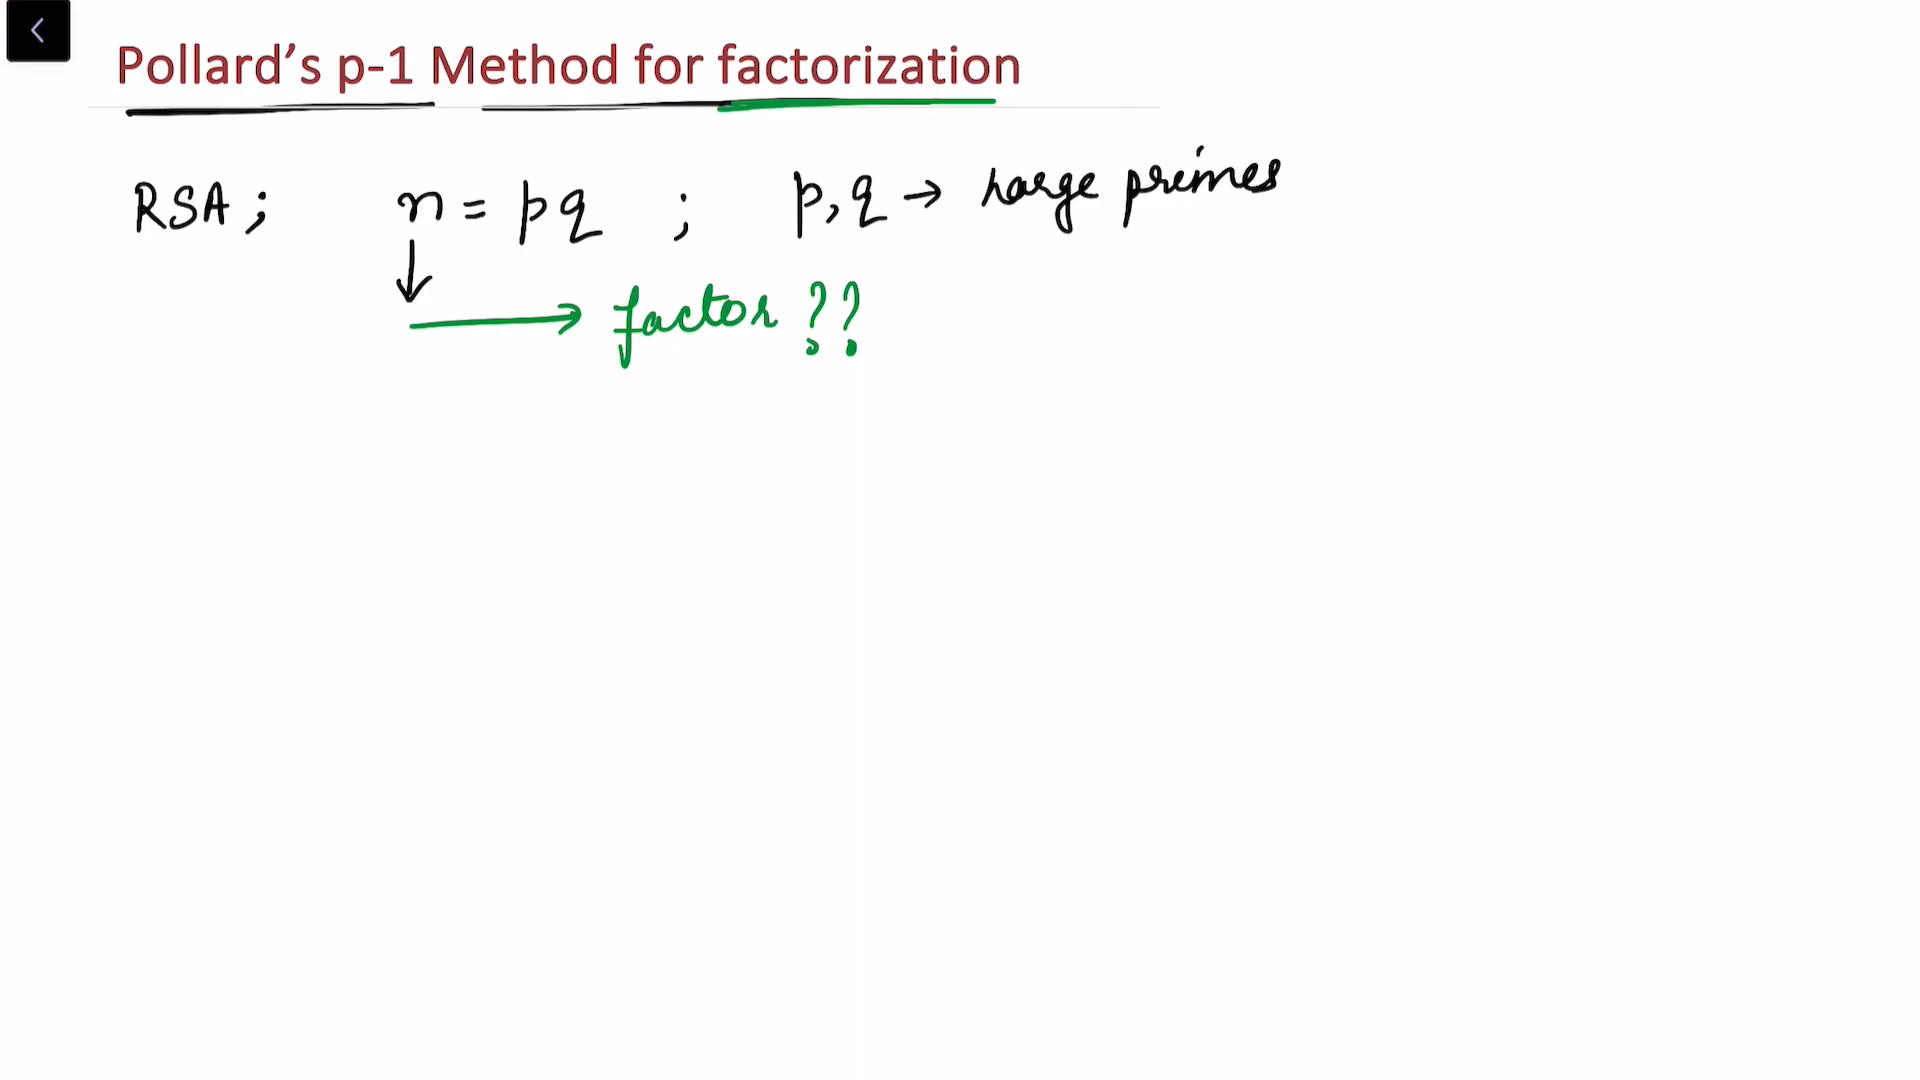 Pollard’s p-1 Method for factorization
RSA ; n = pq ; p, q → large primes
↓
→ factor ??